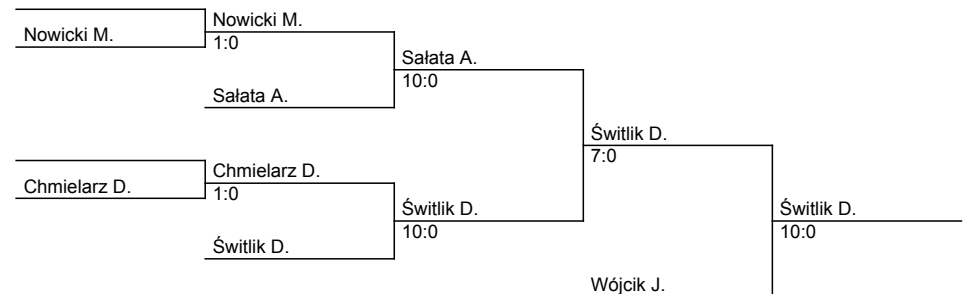 Nowicki M.
Nowicki M.
1:0
Sałata A.
Sałata A.
10:0
Chmielarz D.
Chmielarz D.
1:0
Świtlik D.
Świtlik D.
10:0
Świtlik D.
7:0
Wójcik J.
Świtlik D.
10:0